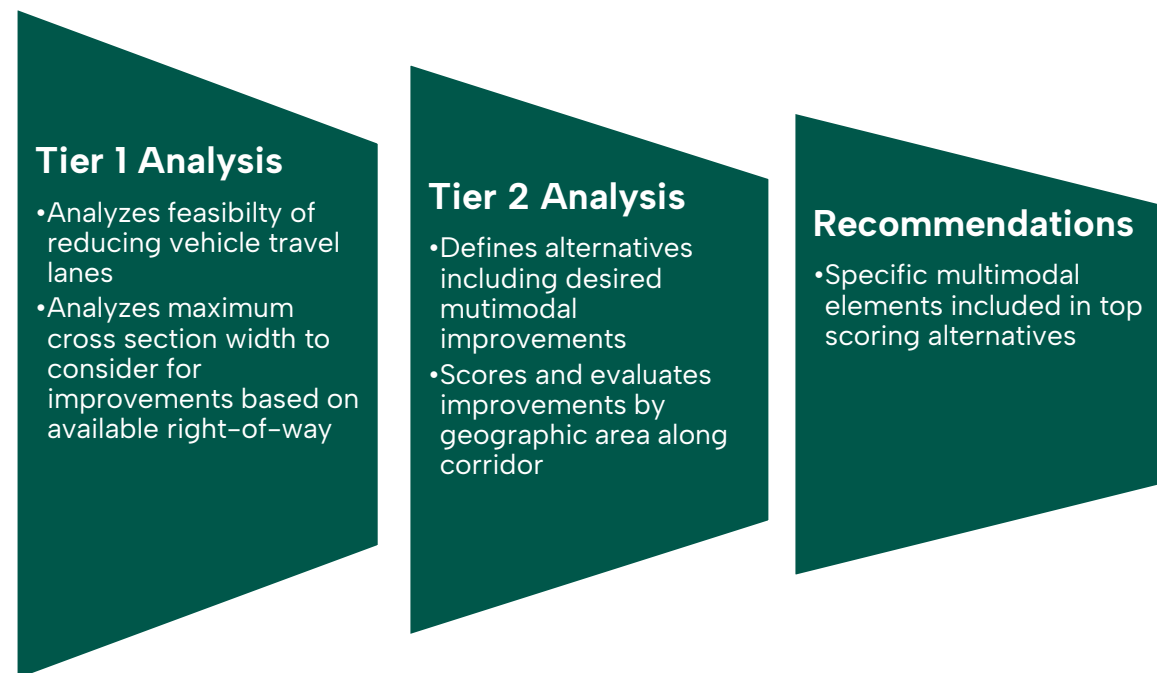 Tier 1 Analysis
•Analyzes feasibilty of
reducing vehicle travel
lanes
•Analyzes maximum
cross section width to
consider for
improvements based on
available right-of-way
Tier 2 Analysis
•Defines alternatives
including desired
mutimodal
improvements
•Scores and evaluates
improvements by
geographic area along
corridor
Recommendations
•Specific multimodal
elements included in top
scoring alternatives